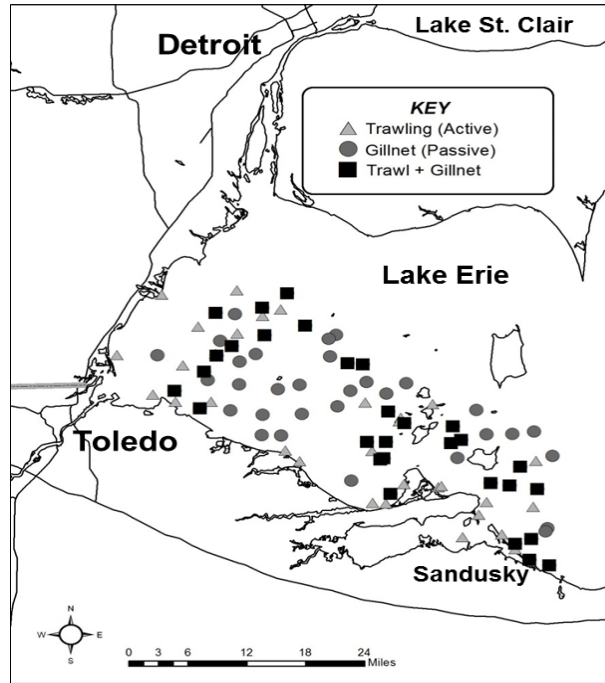 Lake St. Clair
Detroit
KEY
Trawling (Active)
Gillnet (Passive)
Trawl + Gillnet
Lake Erie
Toledo
Sandusky
N
W E
S
0 3 6 12 18 24
Miles